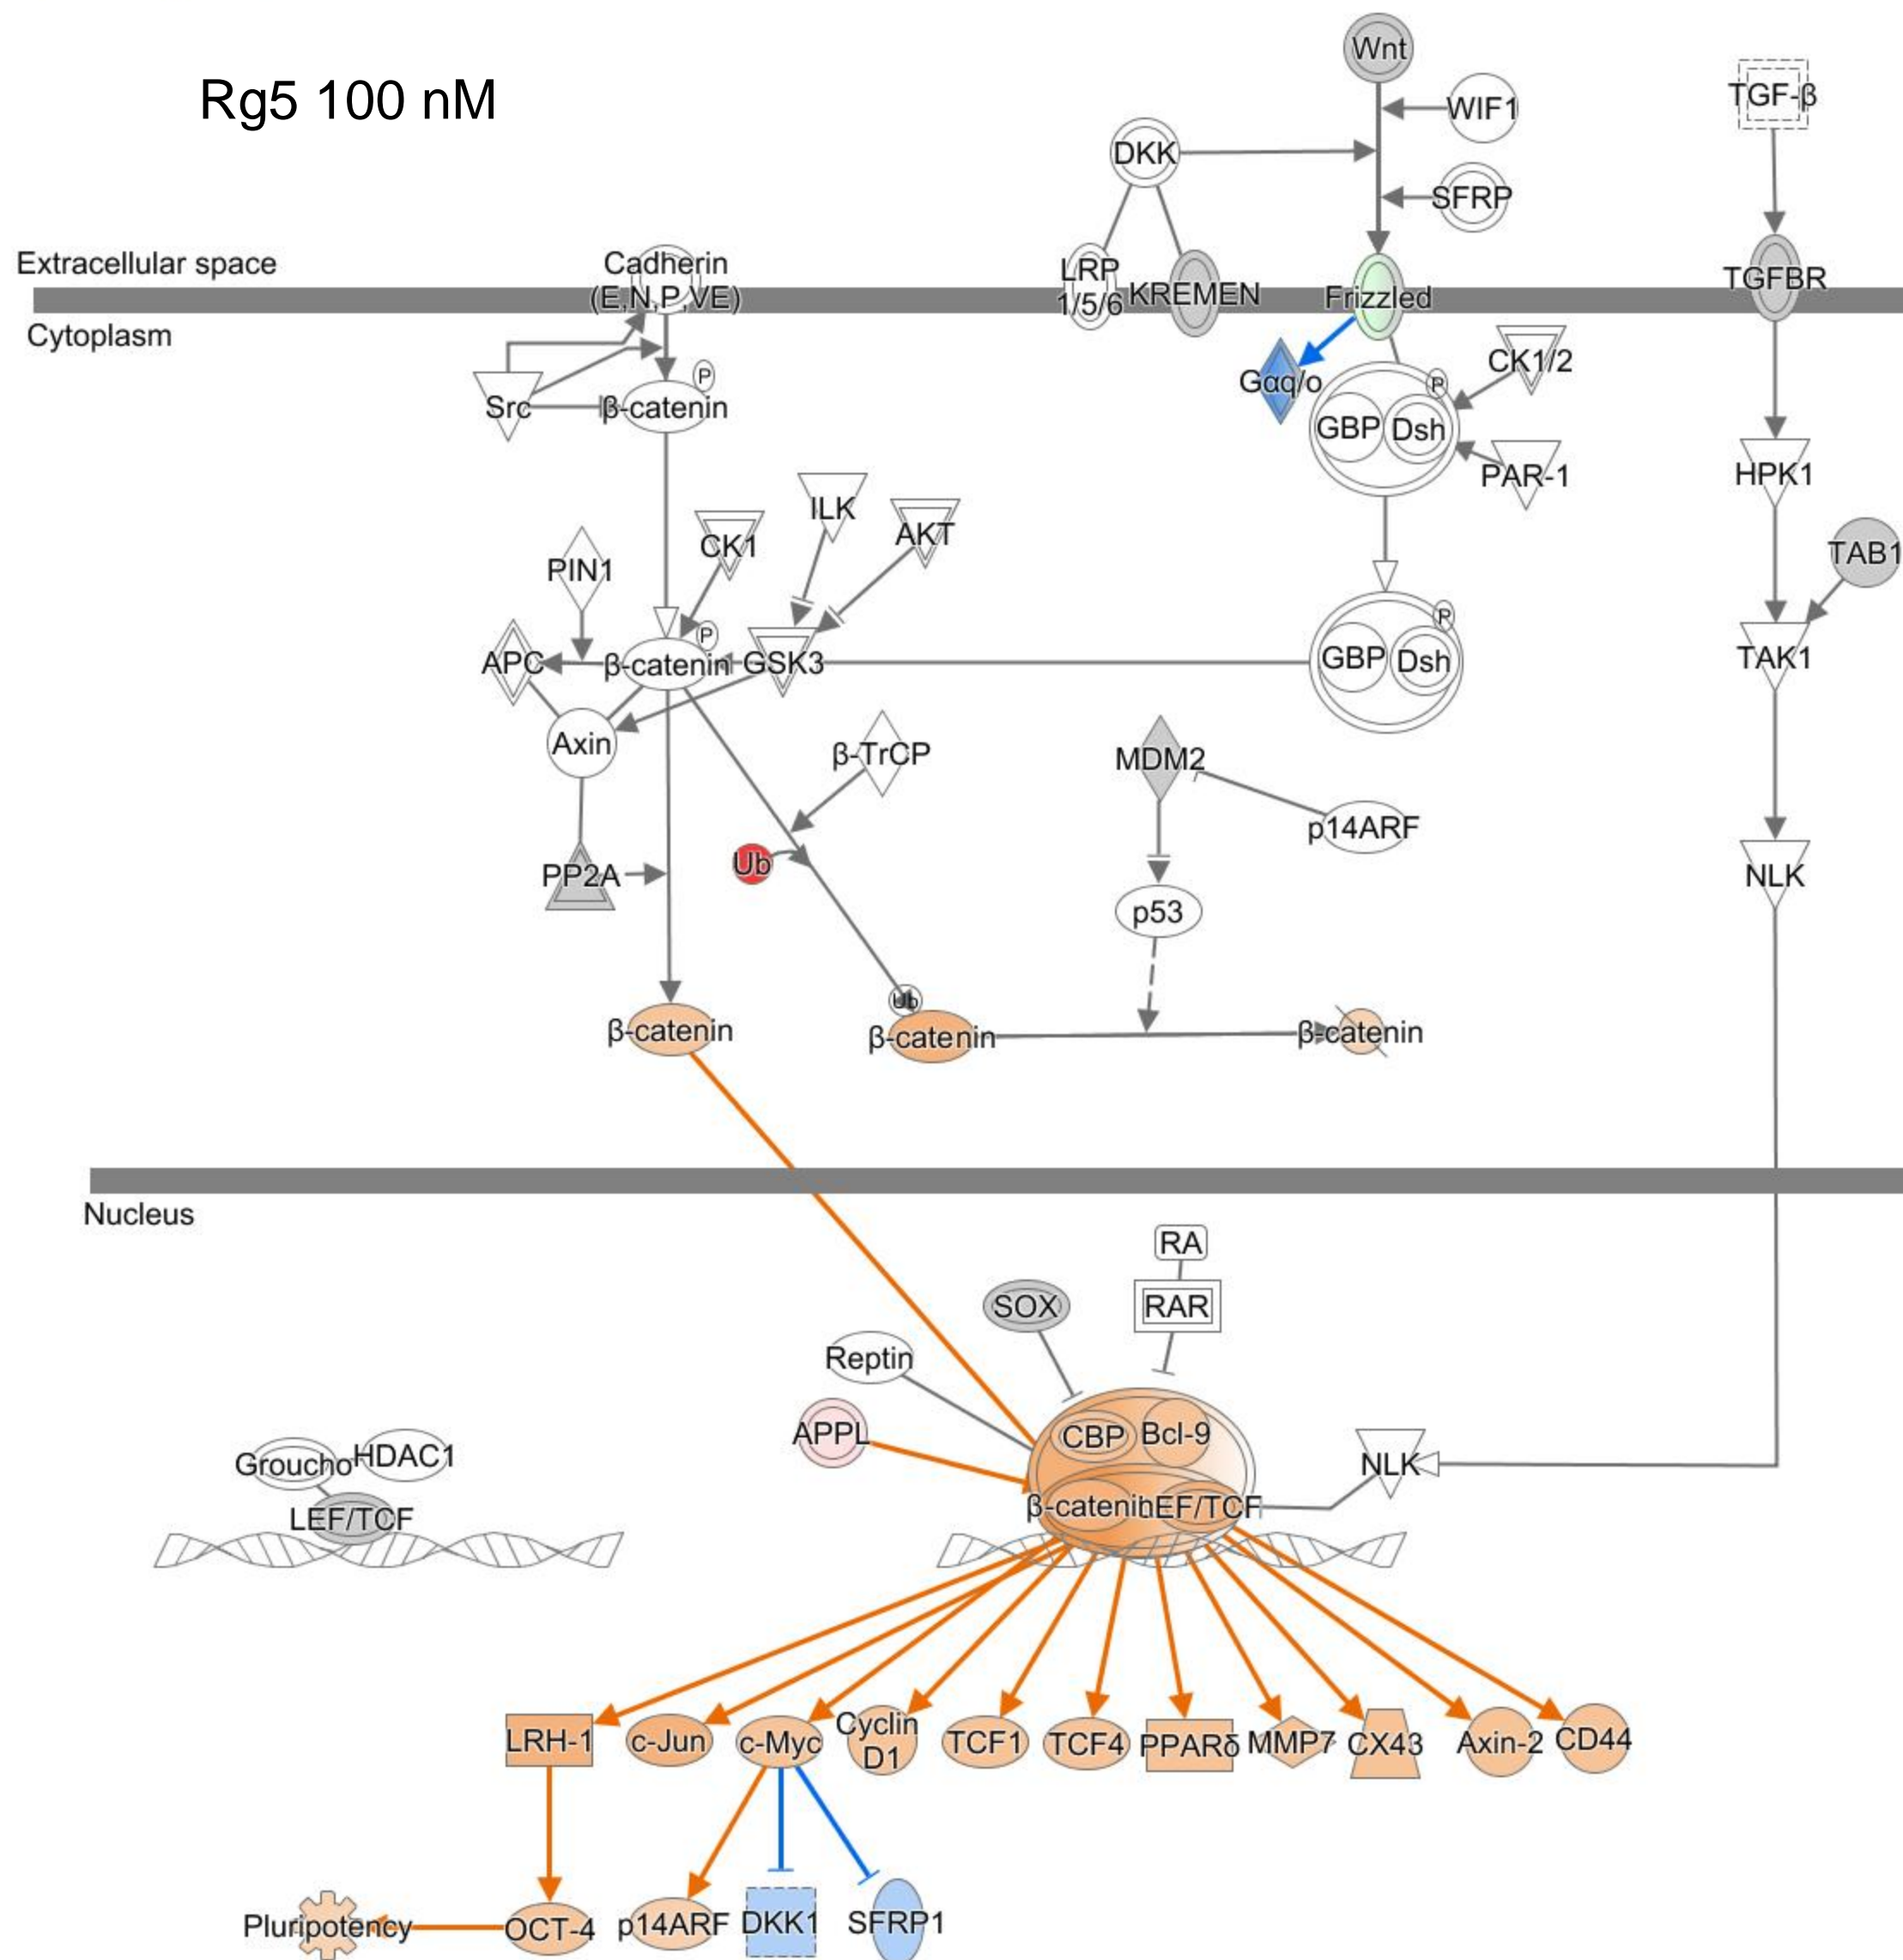 Rg5 100 nM
Wnt
TGF-β
WIF1
DKK
SFRP
Extracellular space
Cadherin
(E,N,P,VE)
LRP
1/5/6
KREMEN
Frizzled
TGFBR
Cytoplasm
Gαq/o
CK1/2
P
P
Src
β-catenin
GBP
Dsh
PAR-1
HPK1
ILK
AKT
CK1
PIN1
TAB1
P
P
APC
β-catenin
GSK3
GBP
Dsh
TAK1
Axin
β-TrCP
MDM2
p14ARF
Ub
PP2A
NLK
p53
Ub
β-catenin
β-catenin
β-catenin
Nucleus
RA
SOX
RAR
Reptin
APPL
CBP
Bcl-9
Groucho
HDAC1
NLK
LEF/TCF
β-catenin
LEF/TCF
LRH-1
c-Jun
c-Myc
Cyclin
D1
TCF1
TCF4
PPARδ
MMP7
CX43
Axin-2
CD44
Pluripotency
OCT-4
p14ARF
DKK1
SFRP1